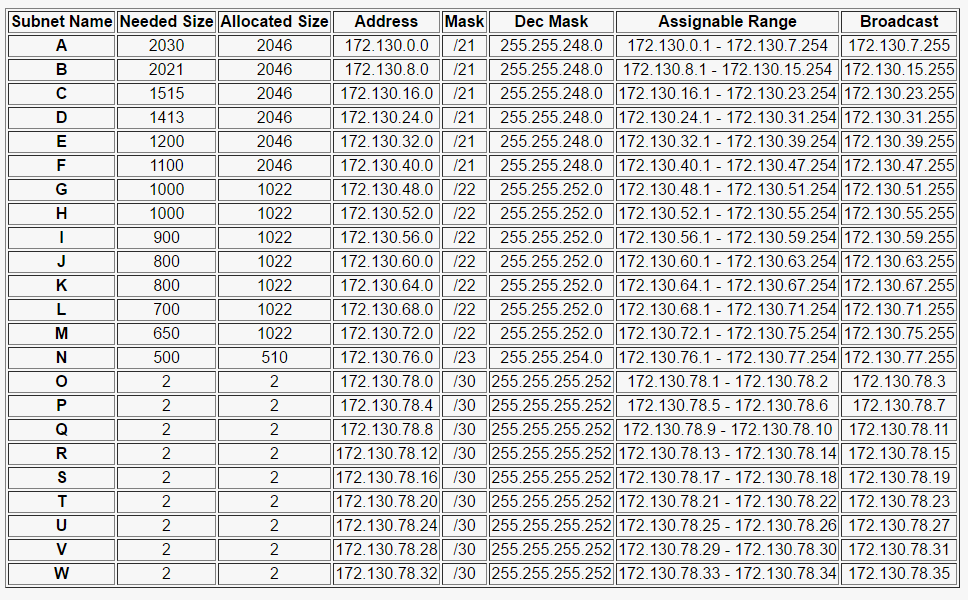 Subnet Name Needed Size Allocated Size Address Mask Dec Mask Assignable Range Broadcast
A 2030 2046 172.130.0.0 /21 255.255.248.0 172.130.0.1 - 172.130.7.254 172.130.7.255
B 2021 2046 172.130.8.0 /21 255.255.248.0 172.130.8.1 - 172.130.15.254 172.130.15.255
C 1515 2046 172.130.16.0 /21 255.255.248.0 172.130.16.1 - 172.130.23.254 172.130.23.255
D 1413 2046 172.130.24.0 /21 255.255.248.0 172.130.24.1 - 172.130.31.254 172.130.31.255
E 1200 2046 172.130.32.0 /21 255.255.248.0 172.130.32.1 - 172.130.39.254 172.130.39.255
F 1100 2046 172.130.40.0 /21 255.255.248.0 172.130.40.1 - 172.130.47.254 172.130.47.255
G 1000 1022 172.130.48.0 /22 255.255.252.0 172.130.48.1 - 172.130.51.254 172.130.51.255
H 1000 1022 172.130.52.0 /22 255.255.252.0 172.130.52.1 - 172.130.55.254 172.130.55.255
I 900 1022 172.130.56.0 /22 255.255.252.0 172.130.56.1 - 172.130.59.254 172.130.59.255
J 800 1022 172.130.60.0 /22 255.255.252.0 172.130.60.1 - 172.130.63.254 172.130.63.255
K 800 1022 172.130.64.0 /22 255.255.252.0 172.130.64.1 - 172.130.67.254 172.130.67.255
L 700 1022 172.130.68.0 /22 255.255.252.0 172.130.68.1 - 172.130.71.254 172.130.71.255
M 650 1022 172.130.72.0 /22 255.255.252.0 172.130.72.1 - 172.130.75.254 172.130.75.255
N 500 510 172.130.76.0 /23 255.255.254.0 172.130.76.1 - 172.130.77.254 172.130.77.255
O 2 2 172.130.78.0 /30 255.255.255.252 172.130.78.1 - 172.130.78.2 172.130.78.3
P 2 2 172.130.78.4 /30 255.255.255.252 172.130.78.5 - 172.130.78.6 172.130.78.7
Q 2 2 172.130.78.8 /30 255.255.255.252 172.130.78.9 - 172.130.78.10 172.130.78.11
R 2 2 172.130.78.12 /30 255.255.255.252 172.130.78.13 - 172.130.78.14 172.130.78.15
S 2 2 172.130.78.16 /30 255.255.255.252 172.130.78.17 - 172.130.78.18 172.130.78.19
T 2 2 172.130.78.20 /30 255.255.255.252 172.130.78.21 - 172.130.78.22 172.130.78.23
U 2 2 172.130.78.24 /30 255.255.255.252 172.130.78.25 - 172.130.78.26 172.130.78.27
V 2 2 172.130.78.28 /30 255.255.255.252 172.130.78.29 - 172.130.78.30 172.130.78.31
W 2 2 172.130.78.32 /30 255.255.255.252 172.130.78.33 - 172.130.78.34 172.130.78.35